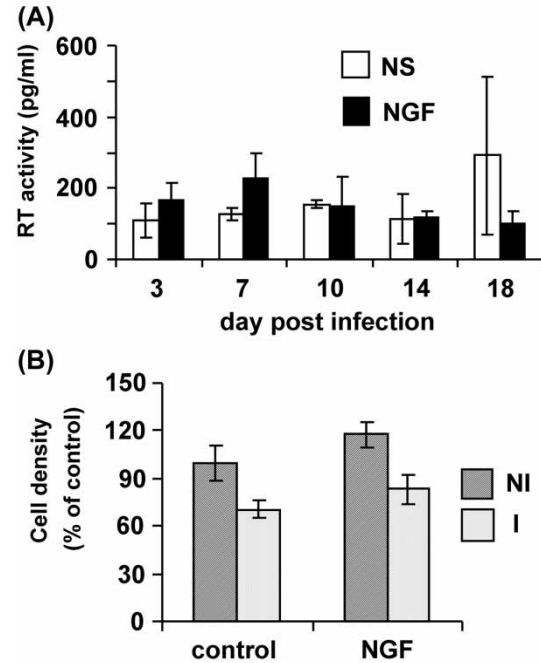 (A)
600
400
200
0
RT activity (pg/ml)
NS
NGF
3 7 10 14 18
day post infection
(B)
150
120
90
60
30
0
Cell density
(% of control)
NI
I
control NGF